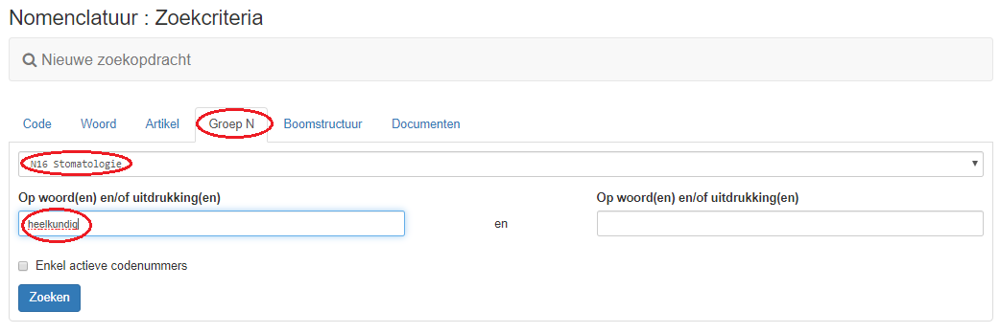 Nomenclatuur : Zoekcriteria
Nieuwe zoekopdracht
Code Woord Artikel Groep N Boomstructuur Documenten
N16 Stomatologie
Op woord(en) en/of uitdrukking(en) Op woord(en) en/of uitdrukking(en)
heelkundig en
Enkel actieve codenummers
Zoeken